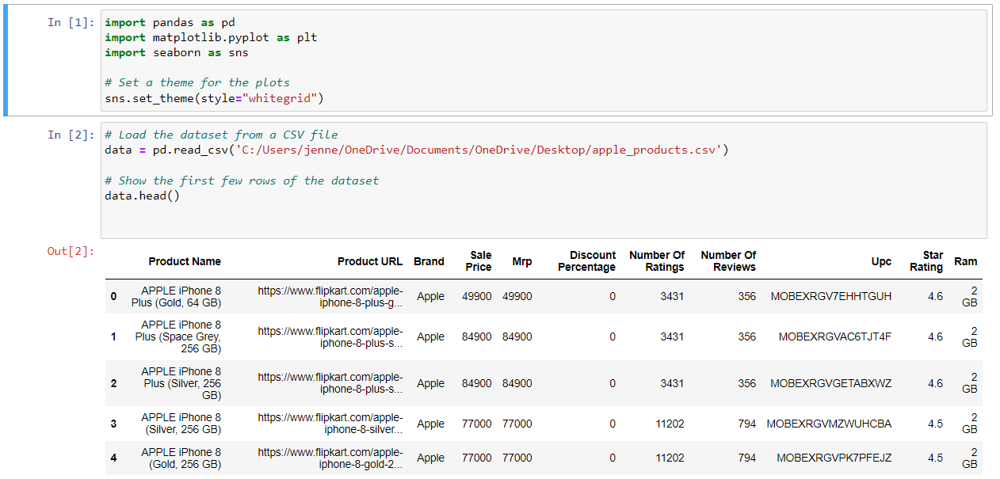 In [1]: import pandas as pd
import matplotlib.pyplot as plt
import seaborn as sns
# Set a theme for the plots
sns.set_theme(style="whitegrid")
In [2]: # Load the dataset from a CSV file
data = pd.read_csv('C:/Users/jenne/OneDrive/Documents/OneDrive/Desktop/apple_products.csv')
# Show the first few rows of the dataset
data.head()
Out[2]:
Product Name Product URL Brand Sale Price Mrp Discount Percentage Number Of Ratings Number Of Reviews Upc Star Rating Ram
0 APPLE iPhone 8 Plus (Gold, 64 GB) https://www.flipkart.com/apple-iphone-8-plus-g... Apple 49900 49900 0 3431 356 MOBEXRGV7EHHTGUH 4.6 2 GB
1 APPLE iPhone 8 Plus (Space Grey, 256 GB) https://www.flipkart.com/apple-iphone-8-plus-s... Apple 84900 84900 0 3431 356 MOBEXRGVAC6TJT4F 4.6 2 GB
2 APPLE iPhone 8 Plus (Silver, 256 GB) https://www.flipkart.com/apple-iphone-8-plus-s... Apple 84900 84900 0 3431 356 MOBEXRGVGETABXWZ 4.6 2 GB
3 APPLE iPhone 8 (Silver, 256 GB) https://www.flipkart.com/apple-iphone-8-silver... Apple 77000 77000 0 11202 794 MOBEXRGVMZWUHCBA 4.5 2 GB
4 APPLE iPhone 8 (Gold, 256 GB) https://www.flipkart.com/apple-iphone-8-gold-2... Apple 77000 77000 0 11202 794 MOBEXRGVPK7PFEJZ 4.5 2 GB